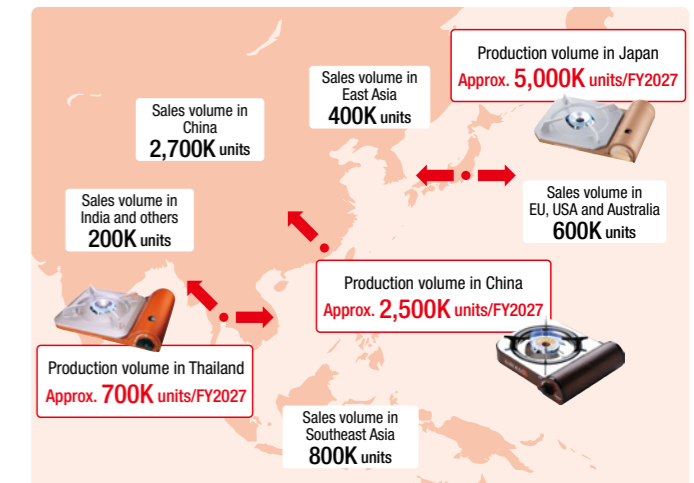 Production volume in Japan
Approx. 5,000K units/FY2027
Sales volume in
East Asia
400K units
Sales volume in
China
2,700K units
Sales volume in
India and others
200K units
Sales volume in
EU, USA and Australia
600K units
Production volume in China
Approx. 2,500K units/FY2027
Production volume in Thailand
Approx. 700K units/FY2027
Sales volume in
Southeast Asia
800K units